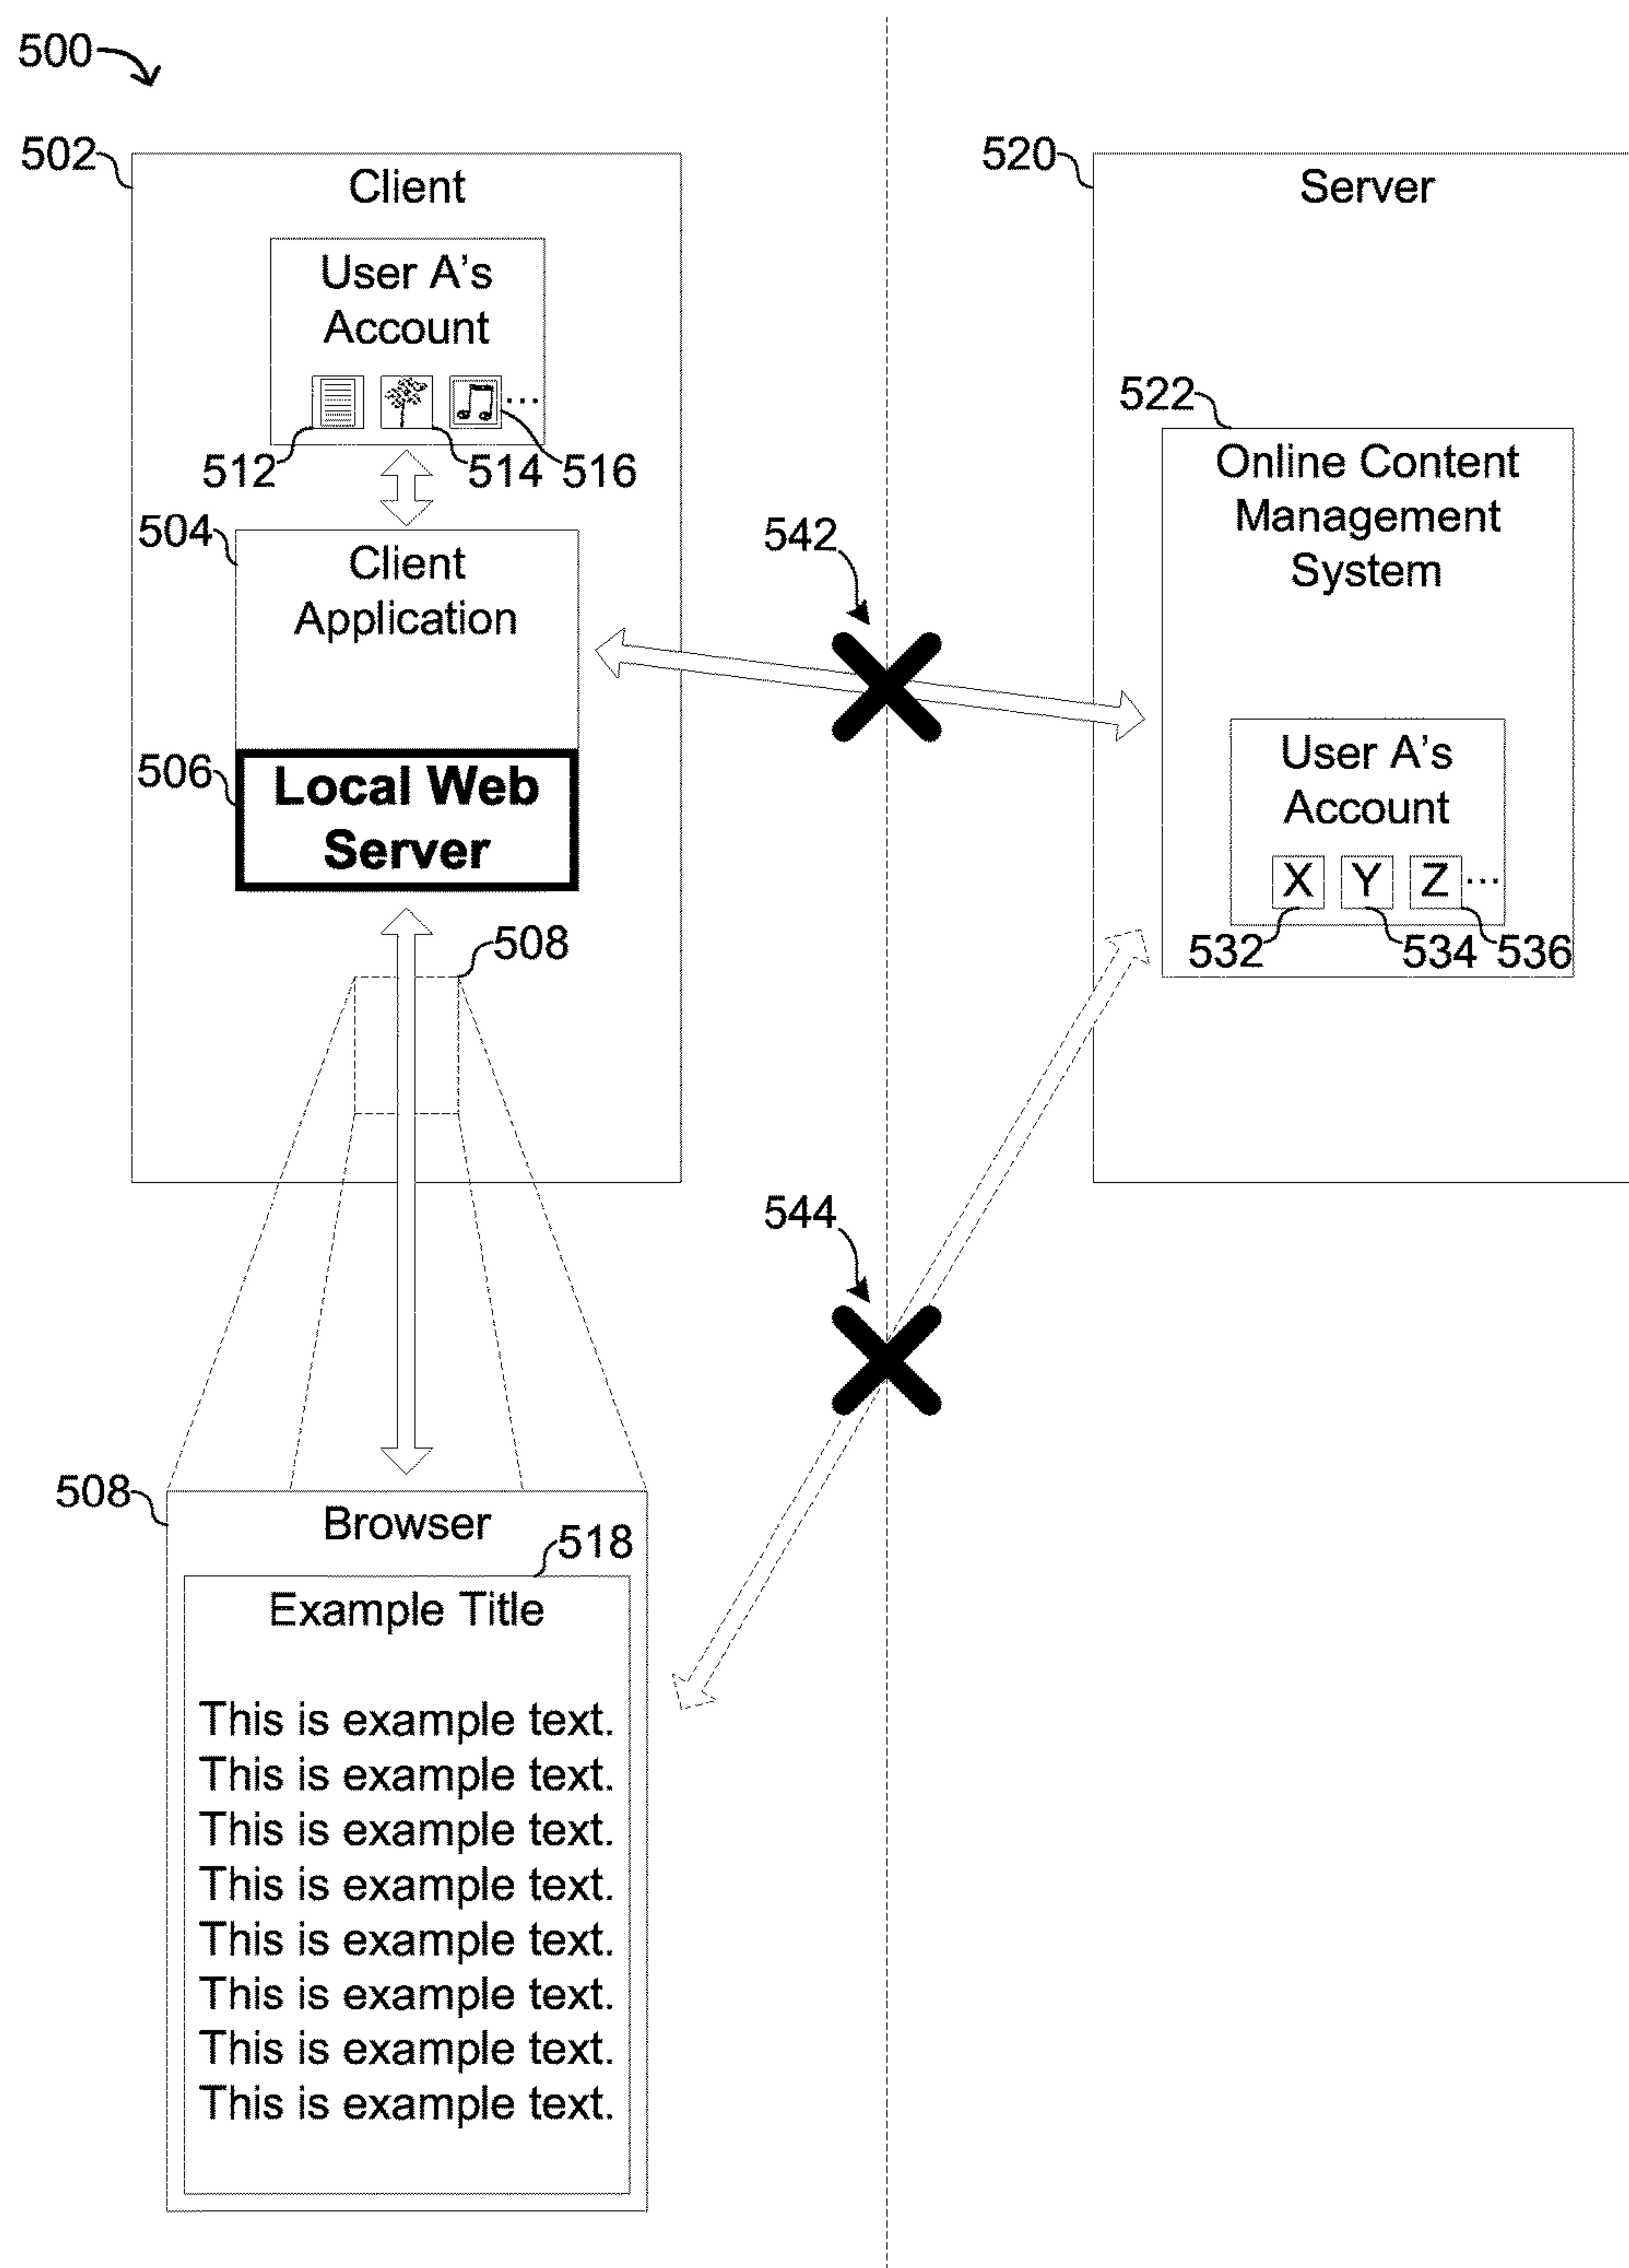 500
502
Client
User A's
Account
...
512
514
516
504
Client
Application
506
Local Web
Server
508
542
520
Server
522
Online Content
Management
System
User A's
Account
X Y Z ...
532
534
536
544
508
Browser
518
Example Title
This is example text.
This is example text.
This is example text.
This is example text.
This is example text.
This is example text.
This is example text.
This is example text.